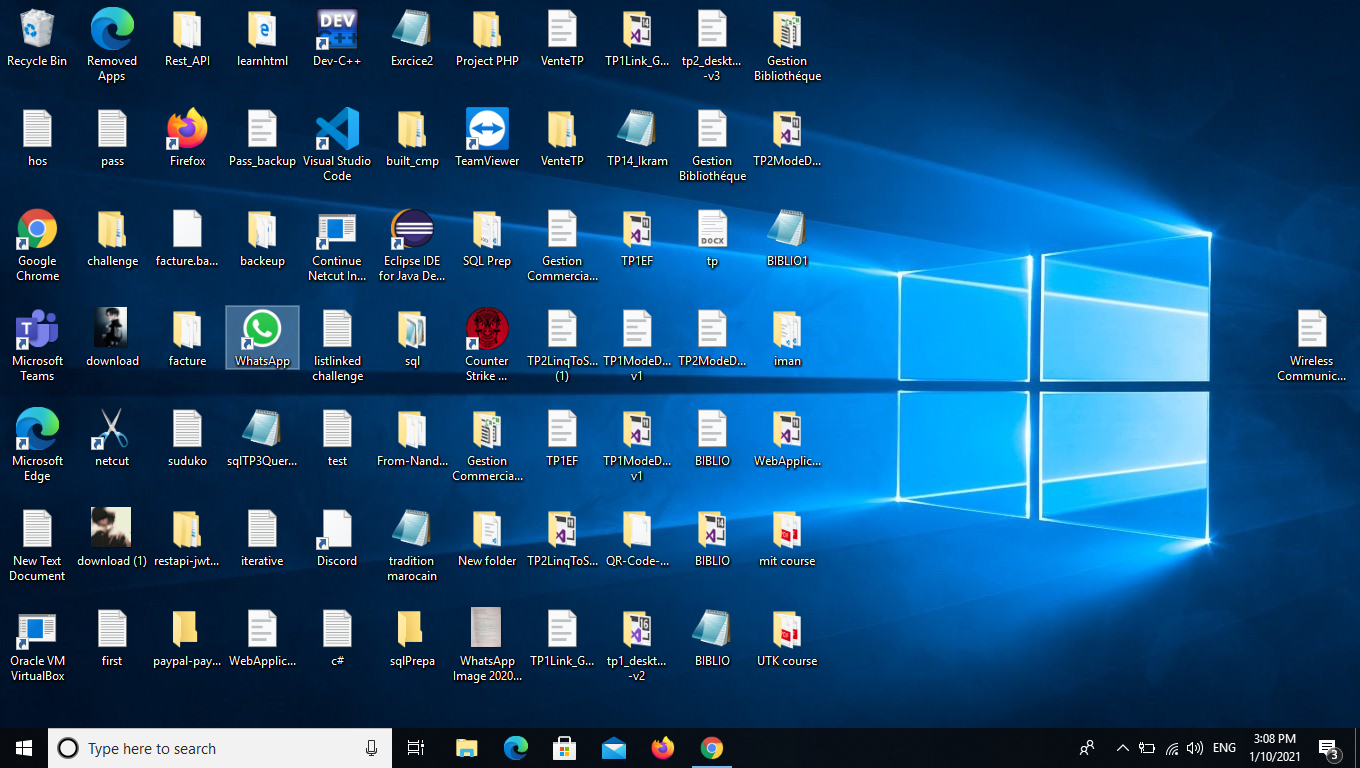 Recycle Bin
Removed
Apps
Rest_API
learnhtml
DEV
C++
Dev-C++
Exrcice2
Project PHP
VenteTP
TP1Link_G...
tp2_deskt...
-v3
Gestion
Bibliothéque
hos
pass
Firefox
Pass_backup
Visual Studio
Code
built_cmp
TeamViewer
VenteTP
TP14_Ikram
Gestion
Bibliothéque
TP2ModeD...
Google
Chrome
challenge
facture.ba...
backeup
Continue
Netcut In...
Eclipse IDE
for Java De...
SQL Prep
Gestion
Commercia...
TP1EF
DOCX
tp
BIBLIO1
Microsoft
Teams
download
facture
WhatsApp
listlinked
challenge
sql
Counter
Strike ...
TP2LinqToS...
(1)
TP1ModeD...
v1
TP2ModeD...
iman
Wireless
Communic...
Microsoft
Edge
netcut
suduko
sqlTP3Quer...
test
From-Nand...
Gestion
Commercia...
TP1EF
TP1ModeD...
v1
BIBLIO
WebApplic...
New Text
Document
download (1)
restapi-jwt...
iterative
Discord
tradition
marocain
New folder
TP2LinqToS...
QR-Code-...
BIBLIO
mit course
Oracle VM
VirtualBox
first
paypal-pay...
WebApplic...
c#
sqlPrepa
WhatsApp
Image 2020...
TP1Link_G...
tp1_deskt...
-v2
BIBLIO
UTK course
Type here to search
ENG
3:08 PM
1/10/2021
3